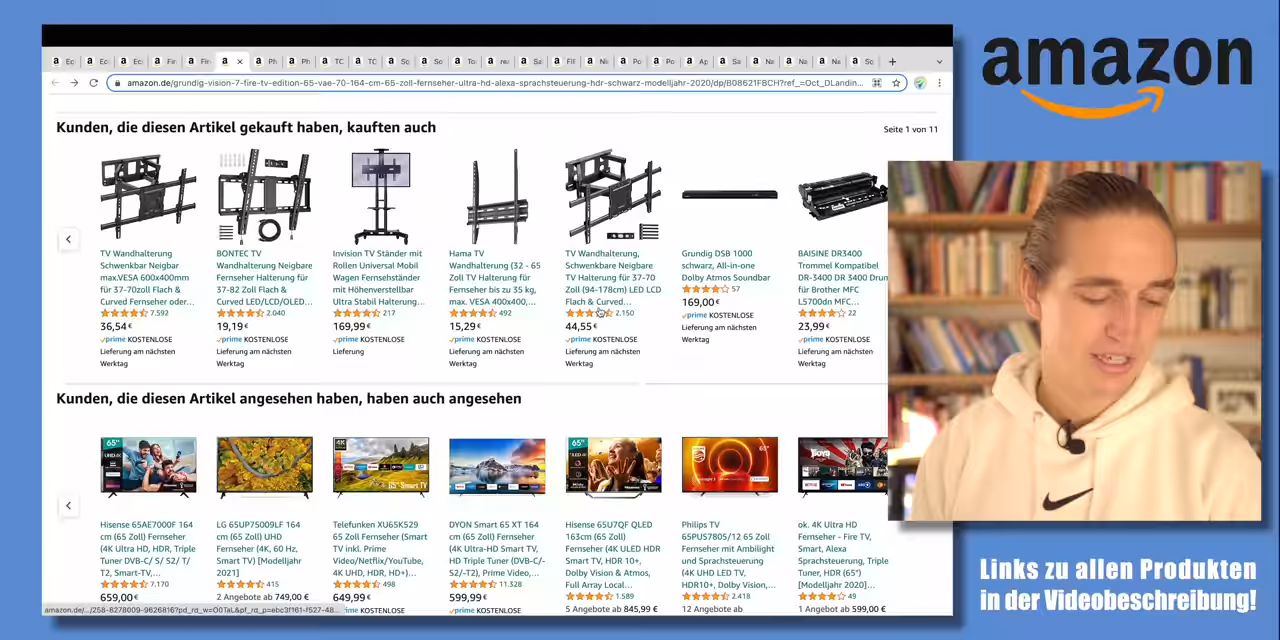 amazon.de/grundig-vision-7-fire-tv-edition-65-vae-70-164-cm-65-zoll-fernseher-ultra-hd-alexa-sprachsteuerung-hdr-schwarz-modelljahr-2020/dp/B08621FBCH?ref_=Oct_DLandin...
amazon
Kunden, die diesen Artikel gekauft haben, kauften auch
Seite 1 von 11
TV Wandhalterung
Schwenkbar Neigbar
max.VESA 600x400mm
für 37-70zoll Flach &
Curved Fernseher oder...
7.592
36,54 €
prime KOSTENLOSE
Lieferung am nächsten
Werktag
BONTEC TV
Wandhalterung Neigbare
Fernseher Halterung für
37-82 Zoll Flach &
Curved LED/LCD/OLED...
2.040
19,19 €
prime KOSTENLOSE
Lieferung am nächsten
Werktag
Invision TV Ständer mit
Rollen Universal Mobil
Wagen Fernsehständer
mit Höhenverstellbar
Ultra Stabil Halterung...
217
169,99 €
prime KOSTENLOSE
Lieferung
Hama TV
Wandhalterung (32 - 65
Zoll TV Halterung für
Fernseher bis zu 35 kg,
max. VESA 400x400,...
492
15,29 €
prime KOSTENLOSE
Lieferung am nächsten
Werktag
TV Wandhalterung,
Schwenkbare Neigbare
TV Halterung für 37-70
Zoll (94-178cm) LED LCD
Flach & Curved...
2.150
44,55 €
prime KOSTENLOSE
Lieferung am nächsten
Werktag
Grundig DSB 1000
schwarz, All-in-one
Dolby Atmos Soundbar
57
169,00 €
prime KOSTENLOSE
Lieferung am nächsten
Werktag
BAISINE DR3400
Trommel Kompatibel
DR-3400 DR 3400 Drum
für Brother MFC
L5700dn MFC...
22
23,99 €
prime KOSTENLOSE
Lieferung am nächsten
Werktag
Kunden, die diesen Artikel angesehen haben, haben auch angesehen
Hisense 65AE7000F 164
cm (65 Zoll) Fernseher
(4K Ultra HD, HDR, Triple
Tuner DVB-C/ S/ S2/ T/
T2, Smart-TV,...
7.170
659,00 €
LG 65UP75009LF 164
cm (65 Zoll) UHD
Fernseher (4K, 60 Hz,
Smart TV) [Modelljahr
2021]
415
2 Angebote ab 749,00 €
Telefunken XU65K529
65 Zoll Fernseher (Smart
TV inkl. Prime
Video/Netflix/YouTube,
4K UHD, HDR, HD+)...
498
649,99 €
KOSTENLOSE
DYON Smart 65 XT 164
cm (65 Zoll) Fernseher
(4K Ultra-HD Smart TV,
HD Triple Tuner (DVB-C/-
S2/-T2), Prime Video,...
11.328
599,99 €
prime KOSTENLOSE
Hisense 65U7QF QLED
163cm (65 Zoll)
Fernseher (4K ULED HDR
Smart TV, HDR 10+,
Dolby Vision & Atmos,
Full Array Local...
1.589
5 Angebote ab 845,99 €
Philips TV
65PUS7805/12 65 Zoll
Fernseher mit Ambilight
und Sprachsteuerung
(4K UHD LED TV,
HDR10+, Dolby Vision,...
2.418
12 Angebote ab
ok. 4K Ultra HD
Fernseher - Fire TV,
Smart, Alexa
Sprachsteuerung, Triple
Tuner, HDR (65")
[Modelljahr 2020]...
49
1 Angebot ab 599,00 €
Links zu allen Produkten
in der Videobeschreibung!